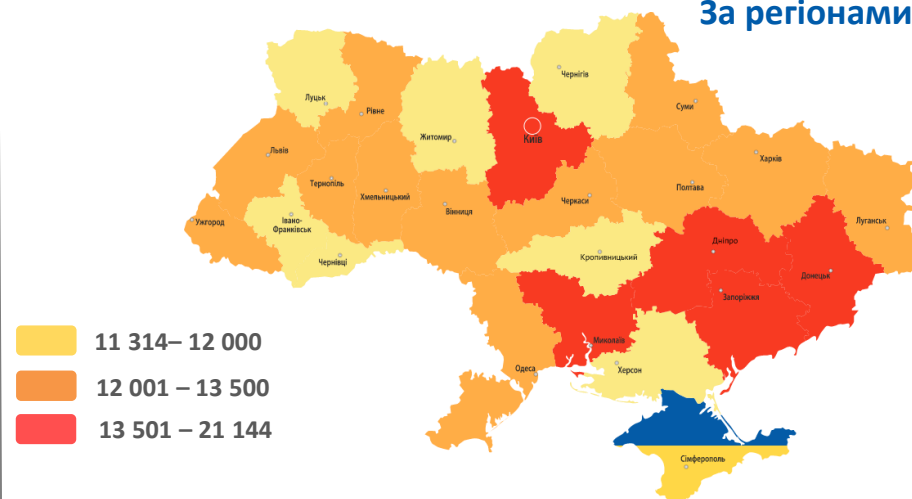 За регіонами
Чернігів
Луцьк
Суми
Рівне
Житомир
Київ
Львів
Харків
Тернопіль
Полтава
Хмельницький
Черкаси
Вінниця
Ужгород
Івано-
Франківськ
Луганськ
Дніпро
Кропивницький
Чернівці
Донецьк
Запоріжжя
11 314– 12 000
Миколаїв
Одеса
Херсон
12 001 – 13 500
13 501 – 21 144
Сімферополь